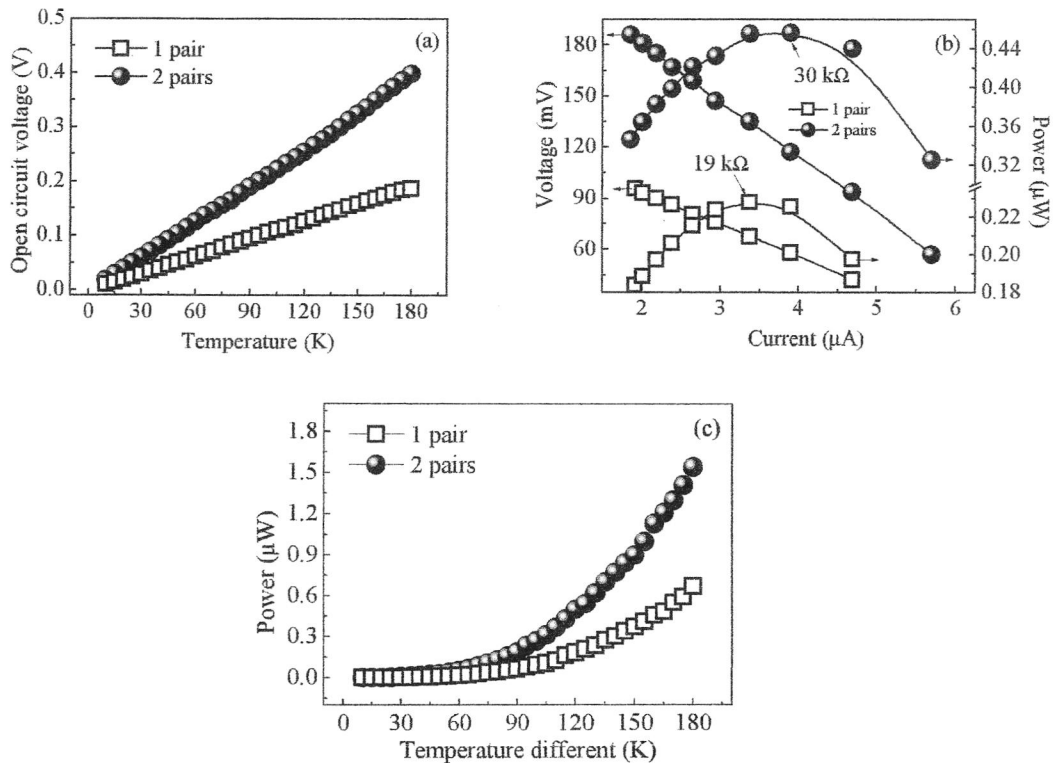 (a)
1 pair
2 pairs
Open circuit voltage (V)
0.5
0.4
0.3
0.2
0.1
0.0
0 30 60 90 120 150 180
Temperature (K)
(b)
30 kΩ
1 pair
2 pairs
19 kΩ
Voltage (mV)
180
150
120
90
60
Power (μW)
0.44
0.40
0.36
0.32
0.22
0.20
0.18
2 3 4 5 6
Current (μA)
(c)
1 pair
2 pairs
Power (μW)
1.8
1.5
1.2
0.9
0.6
0.3
0.0
0 30 60 90 120 150 180
Temperature different (K)